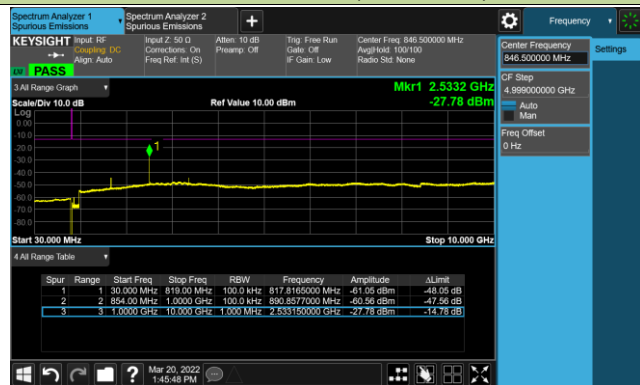 Spectrum Analyzer 1
Spurious Emissions
Spectrum Analyzer 2
Spurious Emissions
Frequency
KEYSIGHT
Input: RF
Coupling: DC
Align: Auto
Input Z: 50 Ω
Corrections: On
Freq Ref: Int (S)
Atten: 10 dB
Preamp: Off
Trig: Free Run
Gate: Off
IF Gain: Low
Center Freq: 846.500000 MHz
Avg|Hold: 100/100
Radio Std: None
PASS
Center Frequency
846.500000 MHz
Settings
CF Step
4.999000000 GHz
Auto
Man
Freq Offset
0 Hz
3 All Range Graph
Mkr1 2.5332 GHz
Scale/Div 10.0 dB
Ref Value 10.00 dBm
-27.78 dBm
Log
0.00
-10.0
-20.0
-30.0
-40.0
-50.0
-60.0
-70.0
-80.0
1
Start 30.000 MHz
Stop 10.000 GHz
4 All Range Table
Spur Range Start Freq Stop Freq RBW Frequency Amplitude ΔLimit
1 1 30.000 MHz 819.00 MHz 100.0 kHz 817.8165000 MHz -61.05 dBm -48.05 dB
2 2 854.00 MHz 1.0000 GHz 100.0 kHz 890.8577000 MHz -60.56 dBm -47.56 dB
3 3 1.0000 GHz 10.000 GHz 1.000 MHz 2.533150000 GHz -27.78 dBm -14.78 dB
Mar 20, 2022
1:45:48 PM